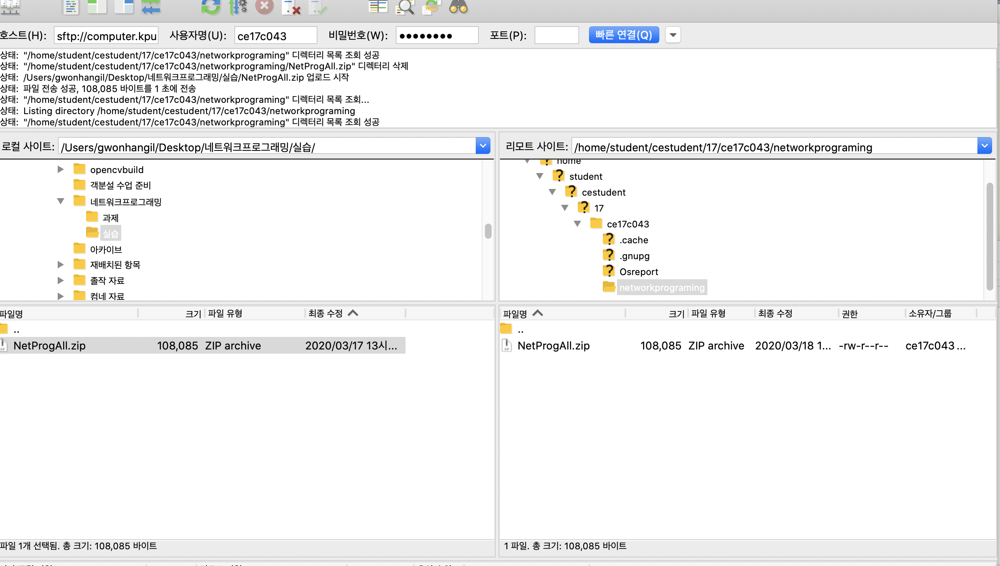 호스트(H): sftp://computer.kpu 사용자명(U): ce17c043 비밀번호(W): ●●●●●●●● 포트(P): 빠른 연결(Q)
상태: "/home/student/cestudent/17/ce17c043/networkprograming" 디렉터리 목록 조회 성공
상태: "/home/student/cestudent/17/ce17c043/networkprograming/NetProgAll.zip" 디렉터리 삭제
상태: /Users/gwonhangil/Desktop/네트워크프로그래밍/실습/NetProgAll.zip 업로드 시작
상태: 파일 전송 성공, 108,085 바이트를 1 초에 전송
상태: "/home/student/cestudent/17/ce17c043/networkprograming" 디렉터리 목록 조회...
상태: Listing directory /home/student/cestudent/17/ce17c043/networkprograming
상태: "/home/student/cestudent/17/ce17c043/networkprograming" 디렉터리 목록 조회 성공
로컬 사이트: /Users/gwonhangil/Desktop/네트워크프로그래밍/실습/
opencvbuild
객분설 수업 준비
네트워크프로그래밍
과제
실습
아카이브
재배치된 항목
졸작 자료
컴네 자료
파일명 크기 파일 유형 최종 수정
..
NetProgAll.zip 108,085 ZIP archive 2020/03/17 13시...
파일 1개 선택됨. 총 크기: 108,085 바이트
리모트 사이트: /home/student/cestudent/17/ce17c043/networkprograming
home
student
cestudent
17
ce17c043
.cache
.gnupg
Osreport
networkprograming
파일명 크기 파일 유형 최종 수정 권한 소유자/그룹
..
NetProgAll.zip 108,085 ZIP archive 2020/03/18 1... -rw-r--r-- ce17c043 ...
1 파일. 총 크기: 108,085 바이트